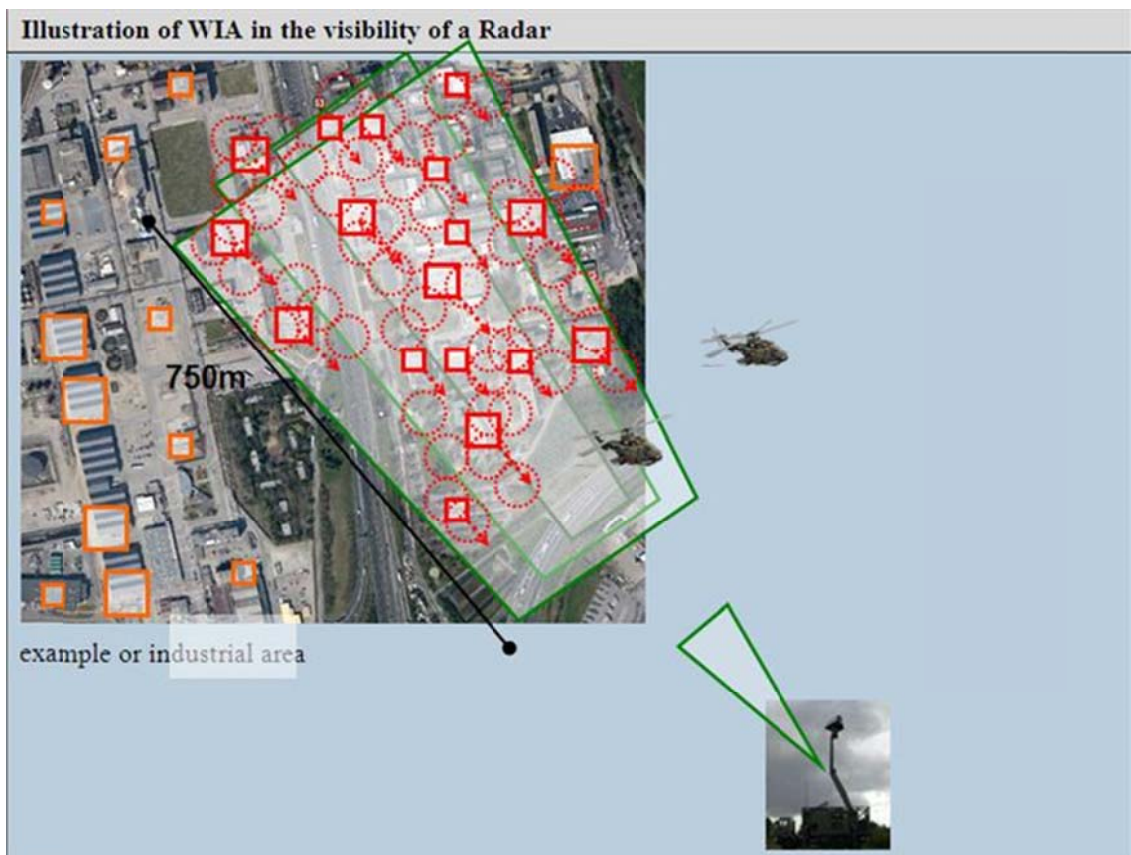 Illustration of WIA in the visibility of a Radar
750m
example or industrial area